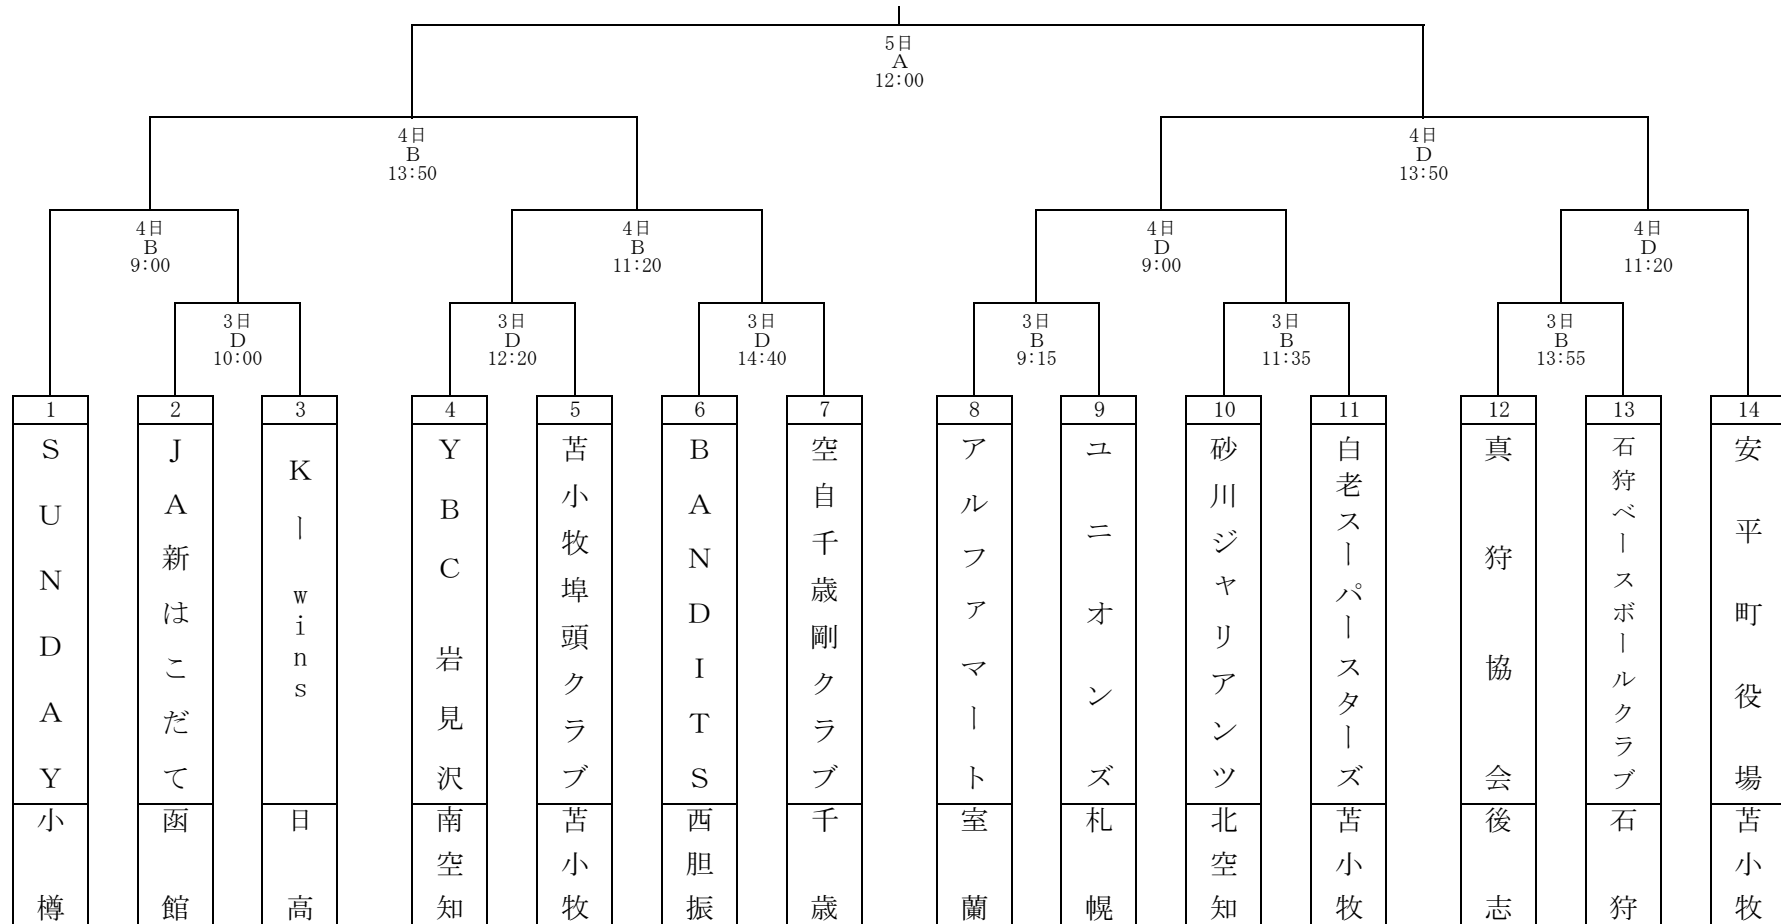 5日
A
12:00
4日
B
13:50
4日
D
13:50
4日
B
9:00
4日
B
11:20
4日
D
9:00
4日
D
11:20
3日
D
10:00
3日
D
12:20
3日
D
14:40
3日
B
9:15
3日
B
11:35
3日
B
13:55
1
SUNDAY
小樽
2
JA新はこだて
函館
3
Kー wins
日高
4
YBC 岩見沢
南空知
5
苫小牧埠頭クラブ
苫小牧
6
BANDITS
西胆振
7
空自千歳剛クラブ
千歳
8
アルファマート
室蘭
9
ユニオンズ
札幌
10
砂川ジャリアンツ
北空知
11
白老スーパースターズ
苫小牧
12
真狩協会
後志
13
石狩ベースボールクラブ
石狩
14
安平町役場
苫小牧